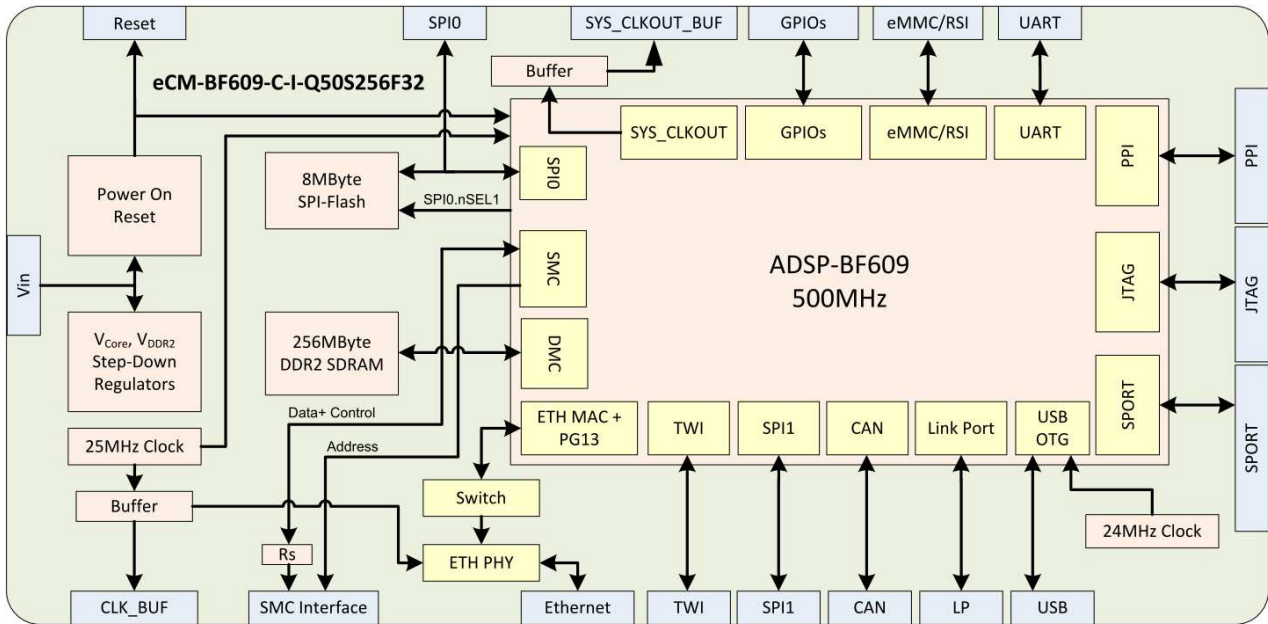 Reset
SPI0
SYS_CLKOUT_BUF
GPIOs
eMMC/RSI
UART
Buffer
eCM-BF609-C-I-Q50S256F32
SYS_CLKOUT
GPIOs
eMMC/RSI
UART
PPI
PPI
Power On
Reset
8MByte
SPI-Flash
SPI0
SPI0.nSEL1
Vin
SMC
ADSP-BF609
500MHz
JTAG
JTAG
VCore, VDDR2
Step-Down
Regulators
256MByte
DDR2 SDRAM
DMC
SPORT
SPORT
Data+ Control
ETH MAC +
PG13
TWI
SPI1
CAN
Link Port
USB
OTG
25MHz Clock
Address
Buffer
Switch
24MHz Clock
Rs
ETH PHY
CLK_BUF
SMC Interface
Ethernet
TWI
SPI1
CAN
LP
USB